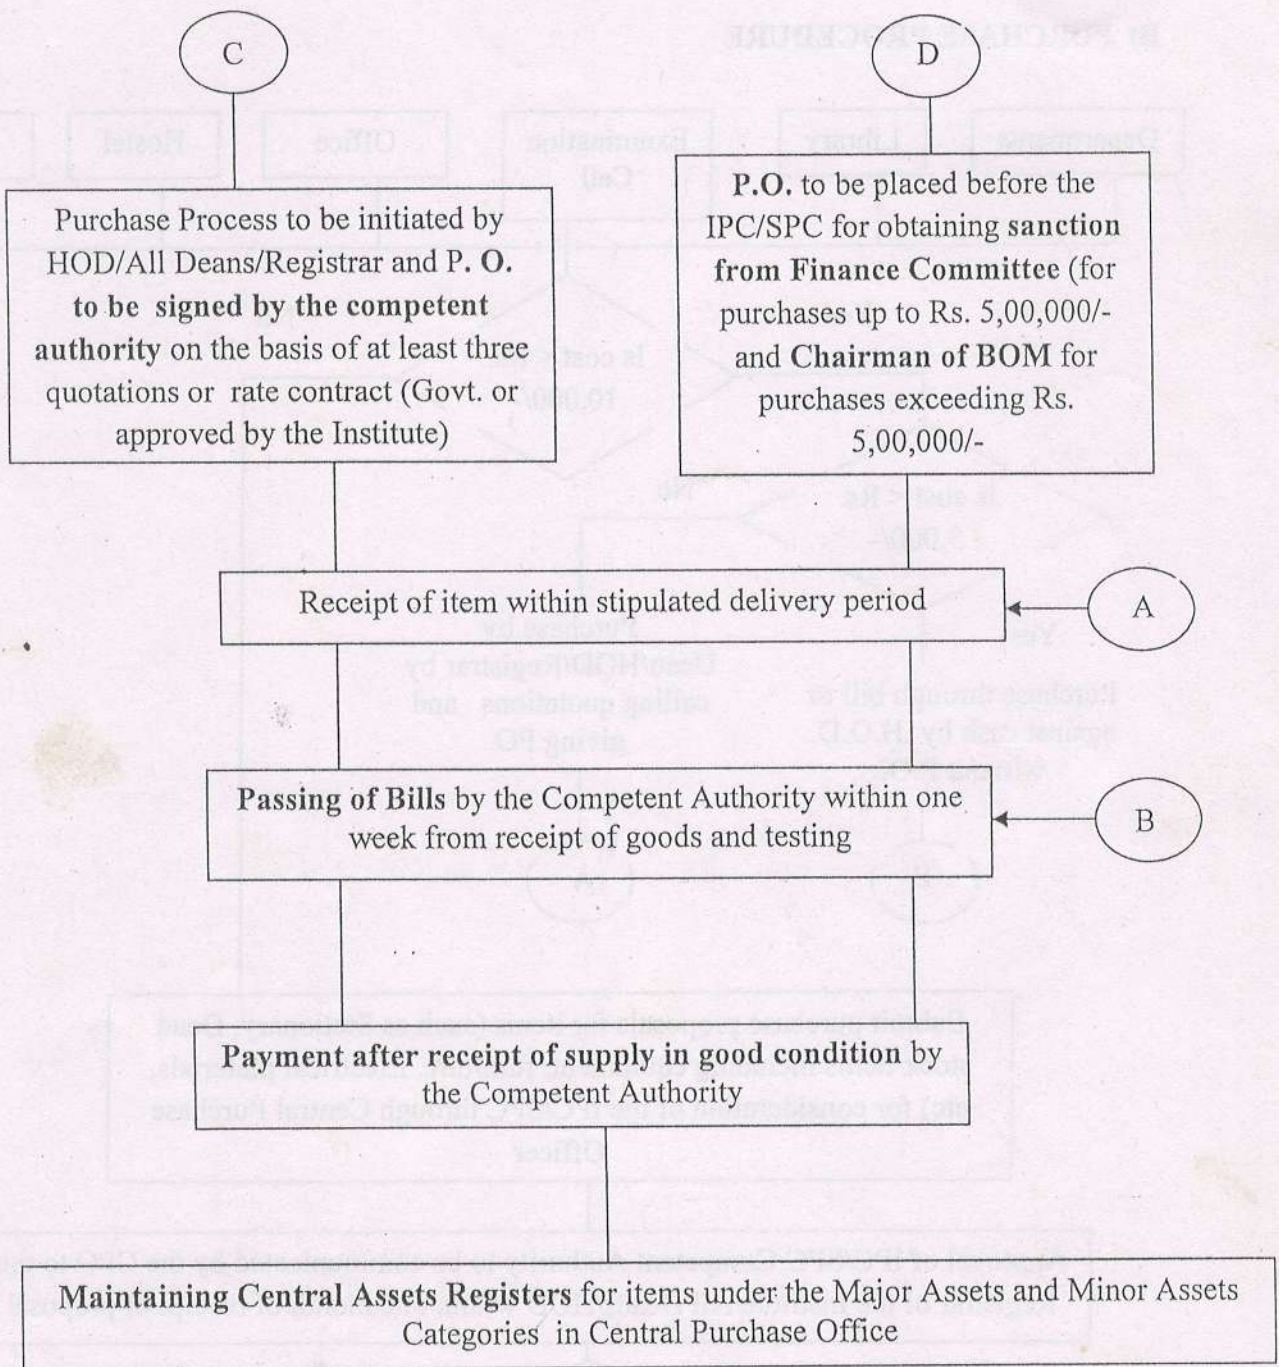 C
D
Purchase Process to be initiated by
HOD/All Deans/Registrar and P. O.
to be signed by the competent
authority on the basis of at least three
quotations or rate contract (Govt. or
approved by the Institute)
P.O. to be placed before the
IPC/SPC for obtaining sanction
from Finance Committee (for
purchases up to Rs. 5,00,000/-
and Chairman of BOM for
purchases exceeding Rs.
5,00,000/-
Receipt of item within stipulated delivery period
A
Passing of Bills by the Competent Authority within one
week from receipt of goods and testing
B
Payment after receipt of supply in good condition by
the Competent Authority
Maintaining Central Assets Registers for items under the Major Assets and Minor Assets
Categories in Central Purchase Office